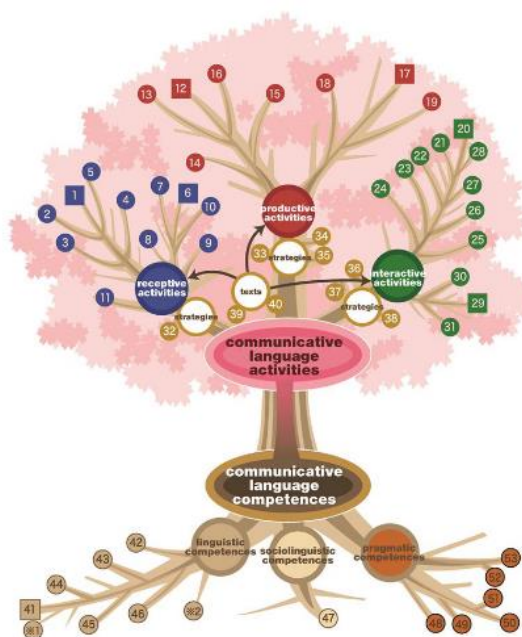 16
17
12
18
13
15
19
20
21
28
14
22
5
23
1
7
6
27
24
4
10
2
productive
activities
26
3
8
9
34
25
33
strategies
35
36
receptive
activities
interactive
activities
30
texts
37
11
29
40
39
strategies
strategies
38
32
31
communicative
language
activities
communicative
language
competences
linguistic
competences
sociolinguistic
competences
pragmatic
competences
42
53
43
52
44
51
41
※2
47
46
※1
45
48
49
50